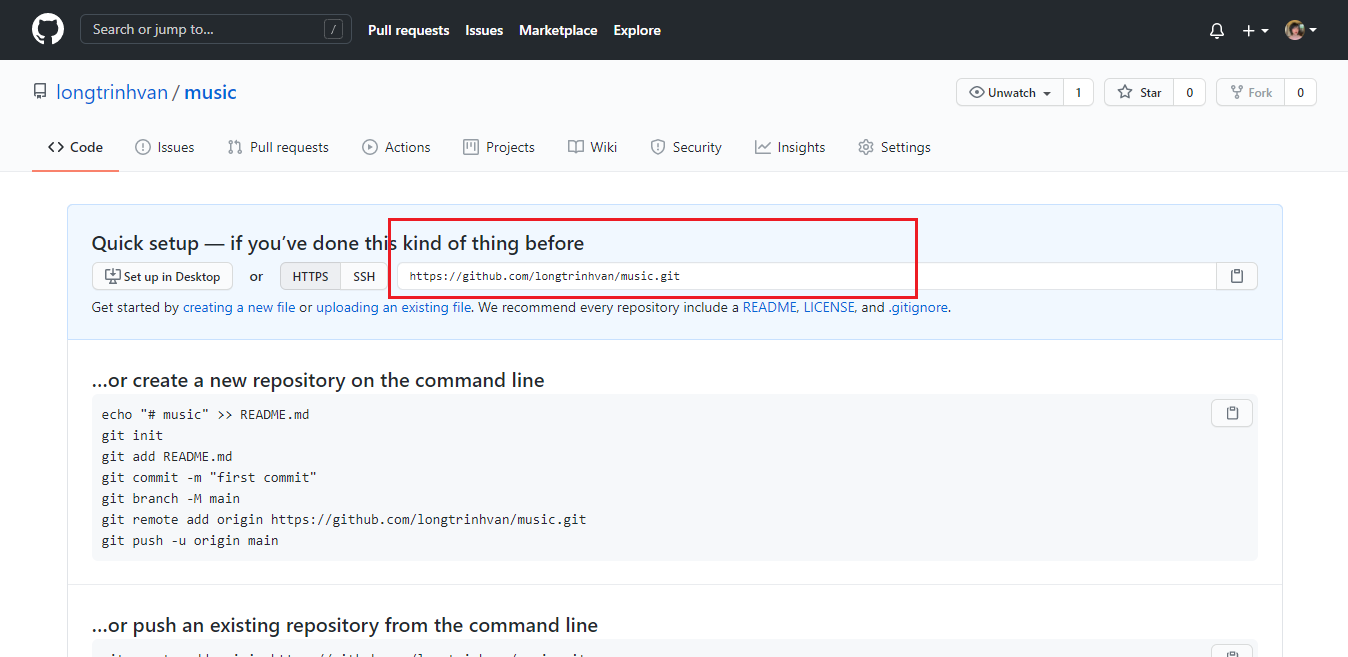 Search or jump to... / Pull requests Issues Marketplace Explore
longtrinhvan / music Unwatch 1 Star 0 Fork 0
Code Issues Pull requests Actions Projects Wiki Security Insights Settings
Quick setup — if you’ve done this kind of thing before
Set up in Desktop or HTTPS SSH https://github.com/longtrinhvan/music.git
Get started by creating a new file or uploading an existing file. We recommend every repository include a README, LICENSE, and .gitignore.
…or create a new repository on the command line
echo "# music" >> README.md
git init
git add README.md
git commit -m "first commit"
git branch -M main
git remote add origin https://github.com/longtrinhvan/music.git
git push -u origin main
…or push an existing repository from the command line